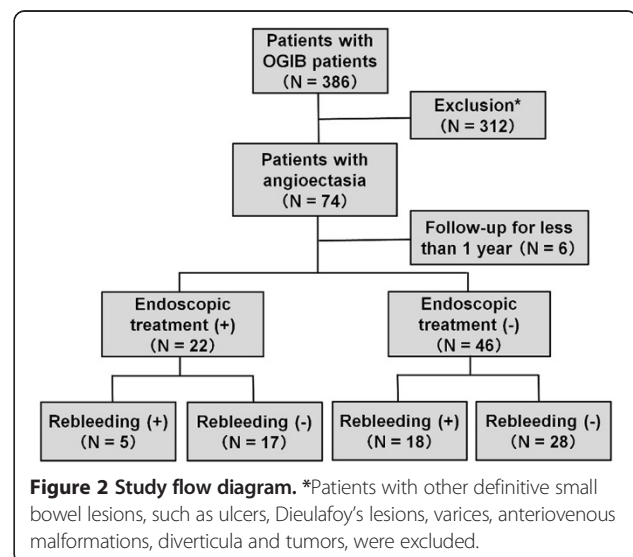 Patients with
OGIB patients
(N = 386)
Exclusion*
(N = 312)
Patients with
angioectasia
(N = 74)
Follow-up for less
than 1 year (N = 6)
Endoscopic
treatment (+)
(N = 22)
Endoscopic
treatment (-)
(N = 46)
Rebleeding (+)
(N = 5)
Rebleeding (-)
(N = 17)
Rebleeding (+)
(N = 18)
Rebleeding (-)
(N = 28)
Figure 2 Study flow diagram. *Patients with other definitive small
bowel lesions, such as ulcers, Dieulafoy's lesions, varices, anteriovenous
malformations, diverticula and tumors, were excluded.